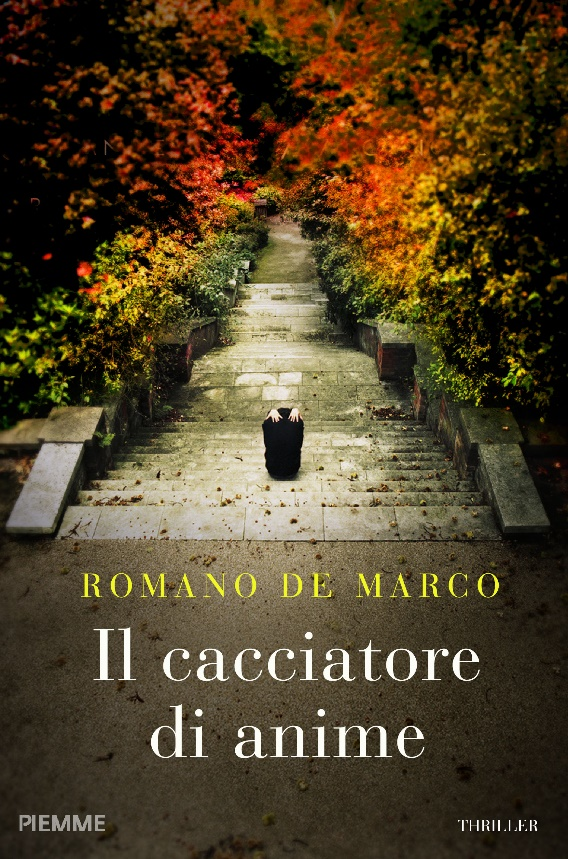 ROMANO DE MARCO
Il cacciatore
di anime
PIEMME
THRILLER